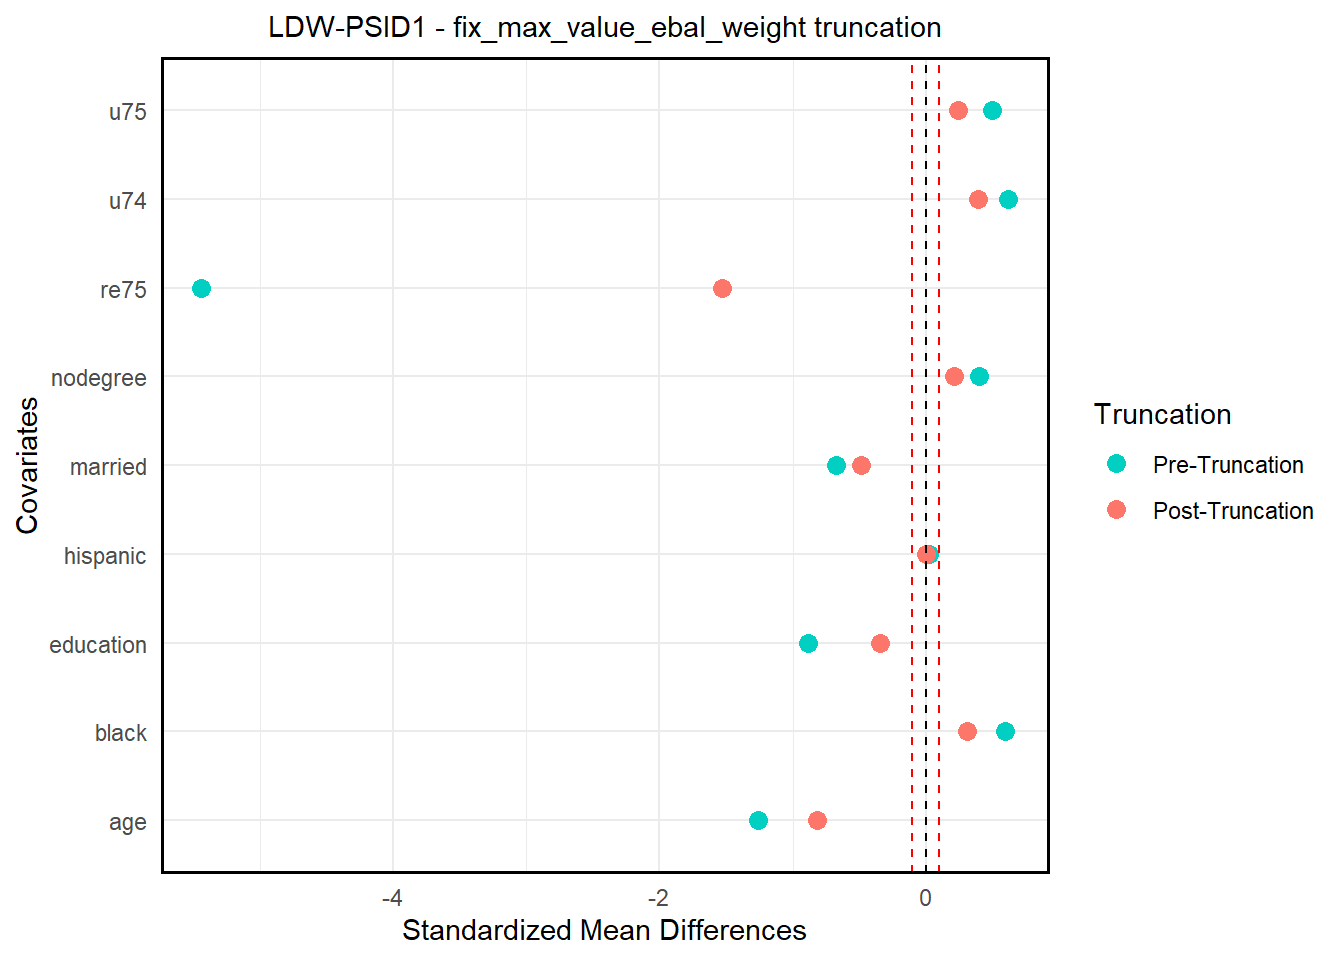 LDW-PSID1 - fix_max_value_ebal_weight truncation
u75
u74
re75
nodegree
married
hispanic
education
black
age
Covariates
-4
-2
0
Standardized Mean Differences
Truncation
Pre-Truncation
Post-Truncation